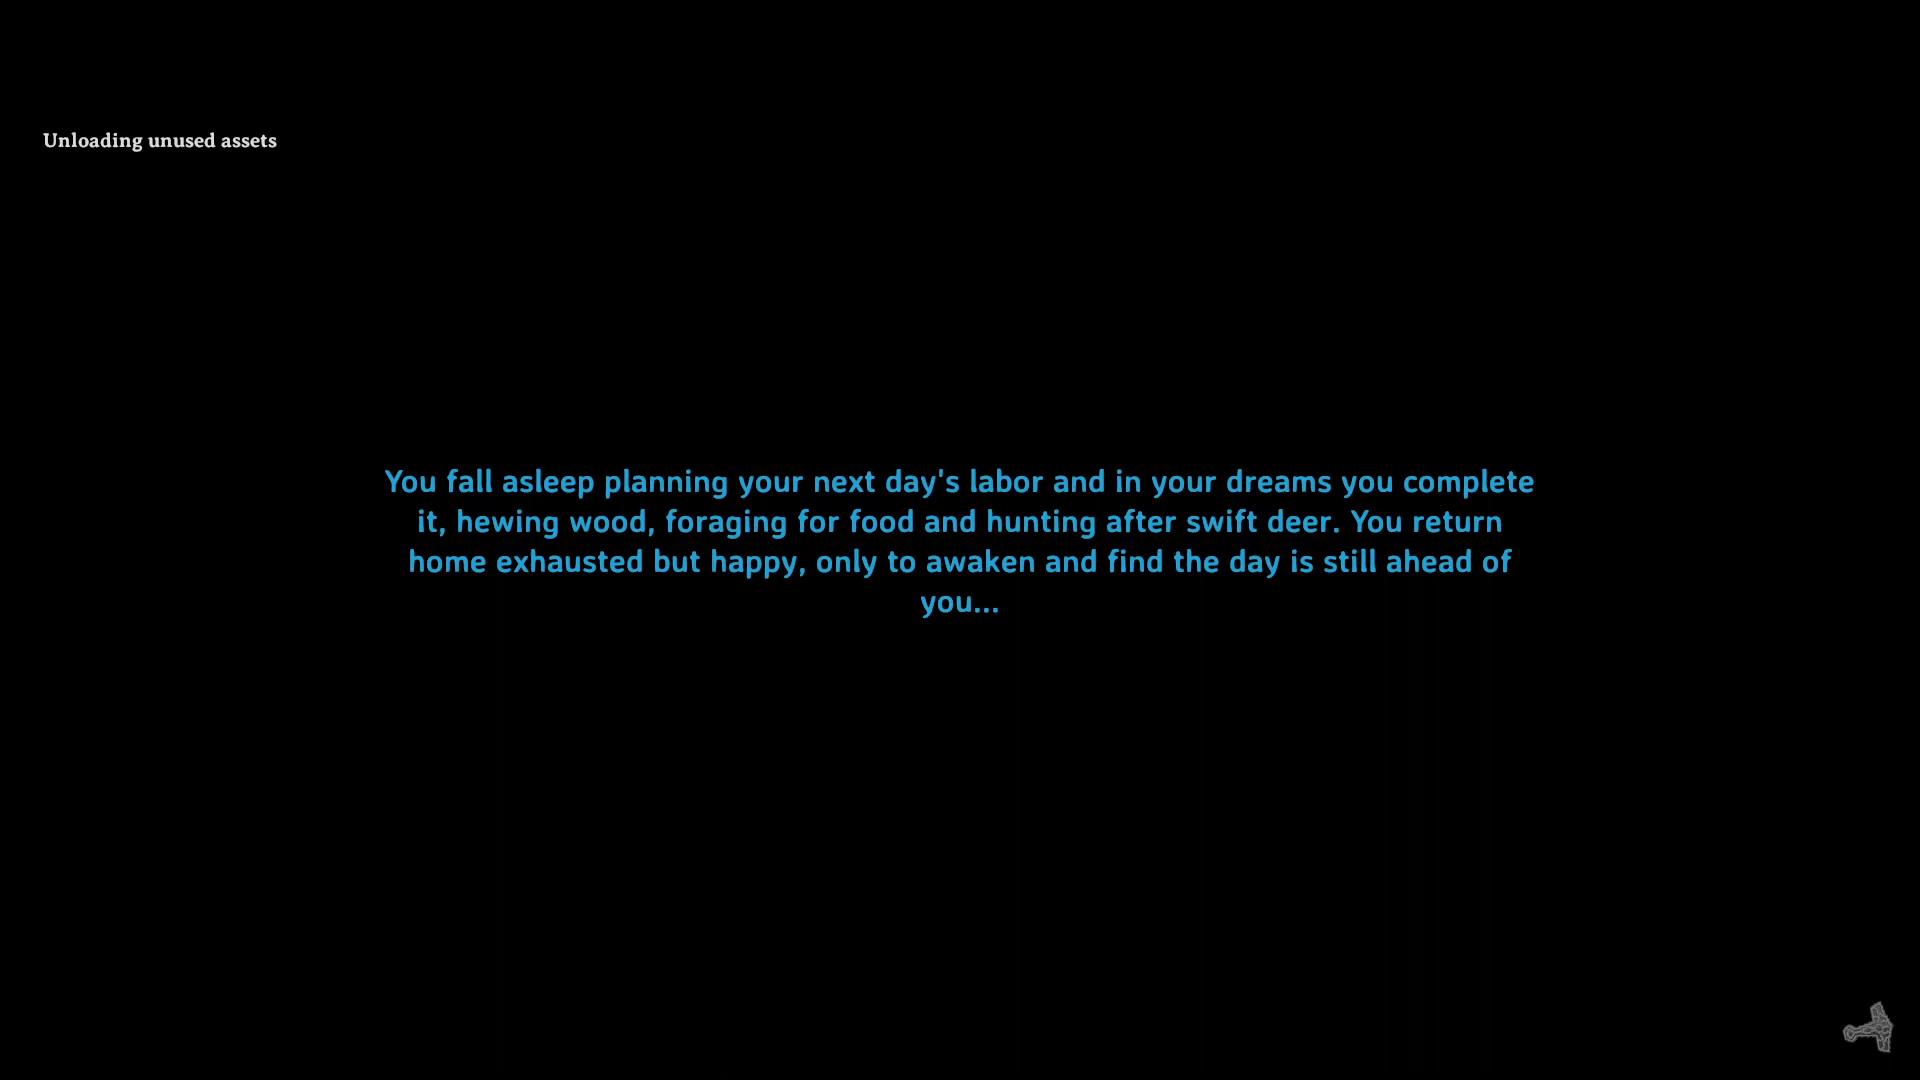 Unloading unused assets
You fall asleep planning your next day's labor and in your dreams you complete
it, hewing wood, foraging for food and hunting after swift deer. You return
home exhausted but happy, only to awaken and find the day is still ahead of
you...